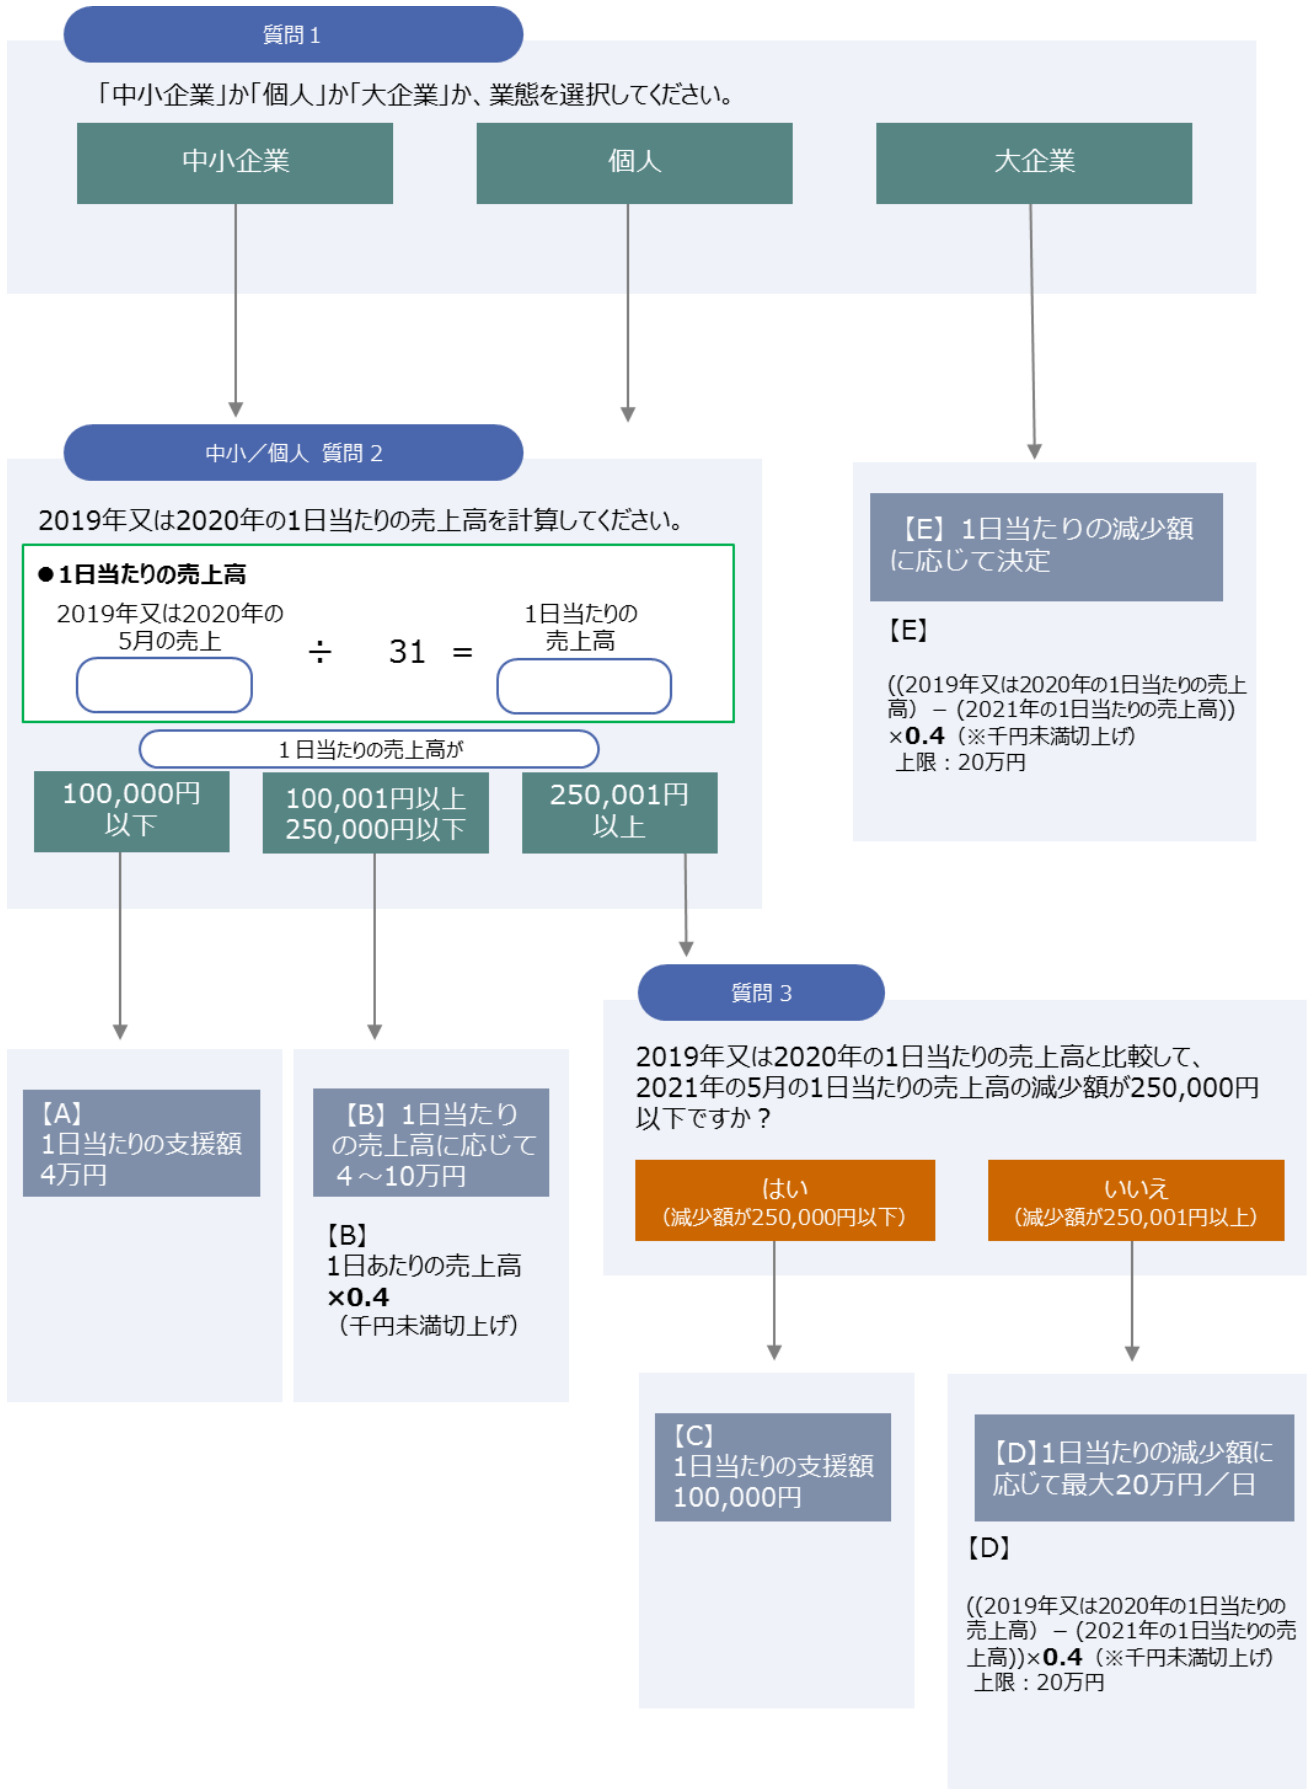 質問１
「中小企業」か「個人」か「大企業」か、業態を選択してください。
中小企業
個人
大企業
中小／個人 質問２
2019年又は2020年の1日当たりの売上高を計算してください。
●1日当たりの売上高
2019年又は2020年の
5月の売上
÷ 31 =
1日当たりの
売上高
１日当たりの売上高が
100,000円
以下
100,001円以上
250,000円以下
250,001円
以上
【E】1日当たりの減少額
に応じて決定
【E】
((2019年又は2020年の1日当たりの売上
高）－ (2021年の1日当たりの売上高))
×0.4（※千円未満切上げ）
上限：20万円
質問３
2019年又は2020年の1日当たりの売上高と比較して、
2021年の5月の1日当たりの売上高の減少額が250,000円
以下ですか？
はい
（減少額が250,000円以下）
いいえ
（減少額が250,001円以上）
【A】
1日当たりの支援額
4万円
【B】1日当たり
の売上高に応じて
４～10万円
【B】
1日あたりの売上高
×0.4
（千円未満切上げ）
【C】
1日当たりの支援額
100,000円
【D】1日当たりの減少額に
応じて最大20万円／日
【D】
((2019年又は2020年の1日当たりの
売上高）－ (2021年の1日当たりの売
上高))×0.4（※千円未満切上げ）
上限：20万円